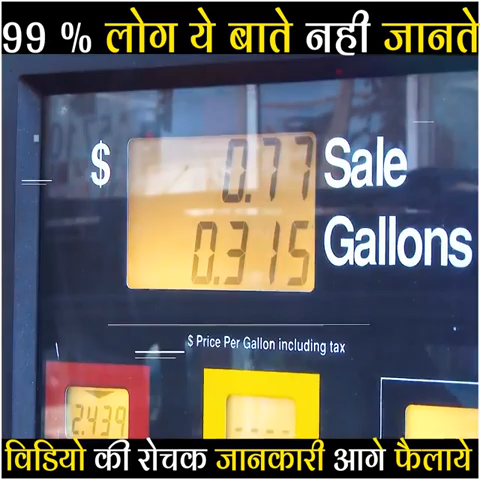 99 % लोग ये बाते नही जानते
$ 0.77 Sale
0.315 Gallons
$ Price Per Gallon including tax
2.439
विडियो की रोचक जानकारी आगे फैलाये